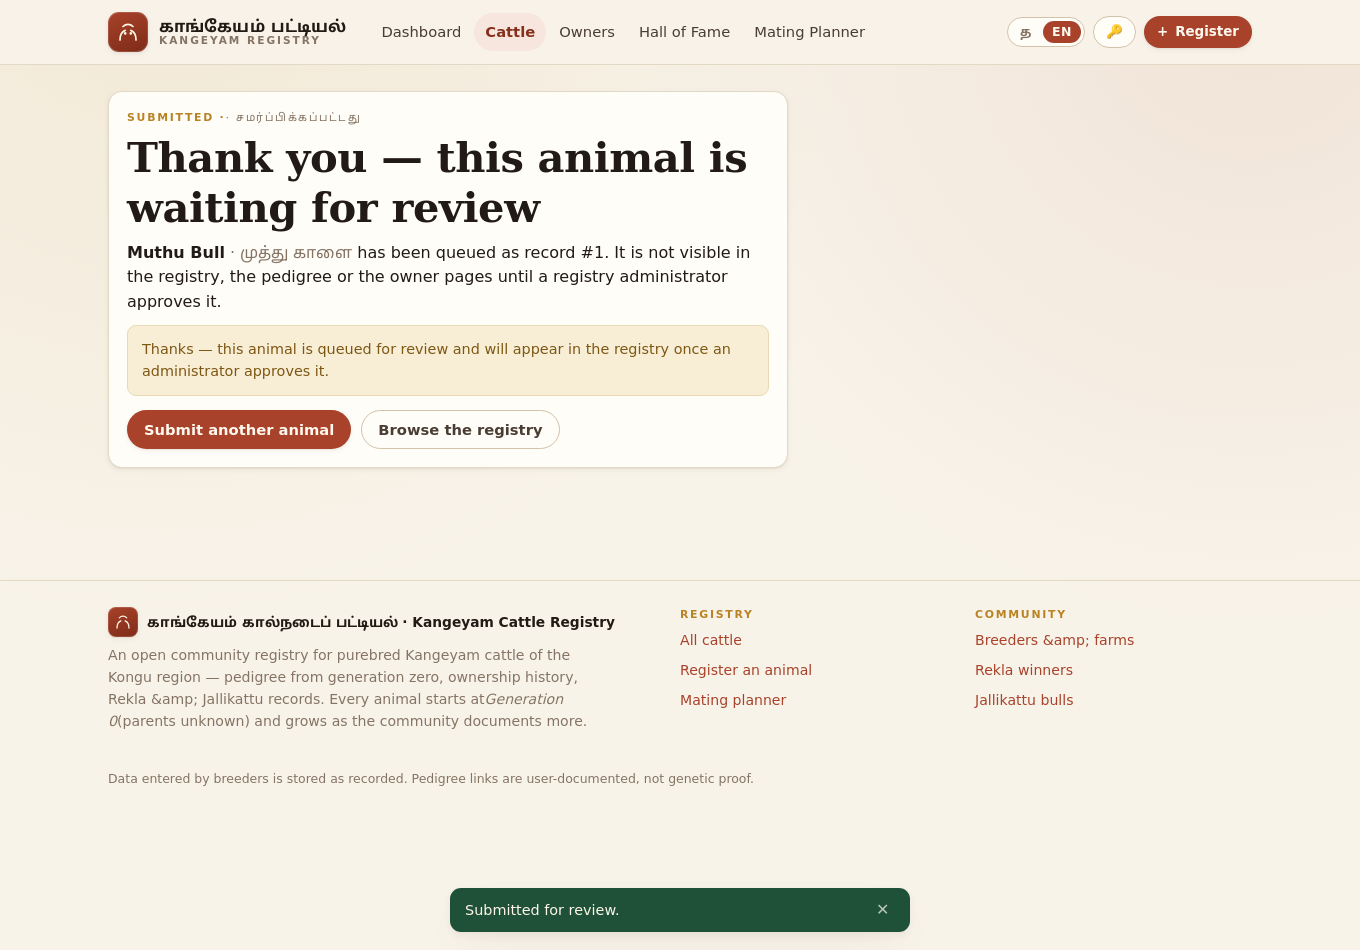 காங்கேயம் பட்டியல்
KANGEYAM REGISTRY
Dashboard
Cattle
Owners
Hall of Fame
Mating Planner
த
EN
+ Register
SUBMITTED ·· சமர்ப்பிக்கப்பட்டது
Thank you — this animal is
waiting for review
Muthu Bull · முத்து காளை has been queued as record #1. It is not visible in
the registry, the pedigree or the owner pages until a registry administrator
approves it.
Thanks — this animal is queued for review and will appear in the registry once an
administrator approves it.
Submit another animal
Browse the registry
காங்கேயம் கால்நடைப் பட்டியல் · Kangeyam Cattle Registry
An open community registry for purebred Kangeyam cattle of the
Kongu region — pedigree from generation zero, ownership history,
Rekla &amp; Jallikattu records. Every animal starts atGeneration
0(parents unknown) and grows as the community documents more.
REGISTRY
All cattle
Register an animal
Mating planner
COMMUNITY
Breeders &amp; farms
Rekla winners
Jallikattu bulls
Data entered by breeders is stored as recorded. Pedigree links are user-documented, not genetic proof.
Submitted for review. ×